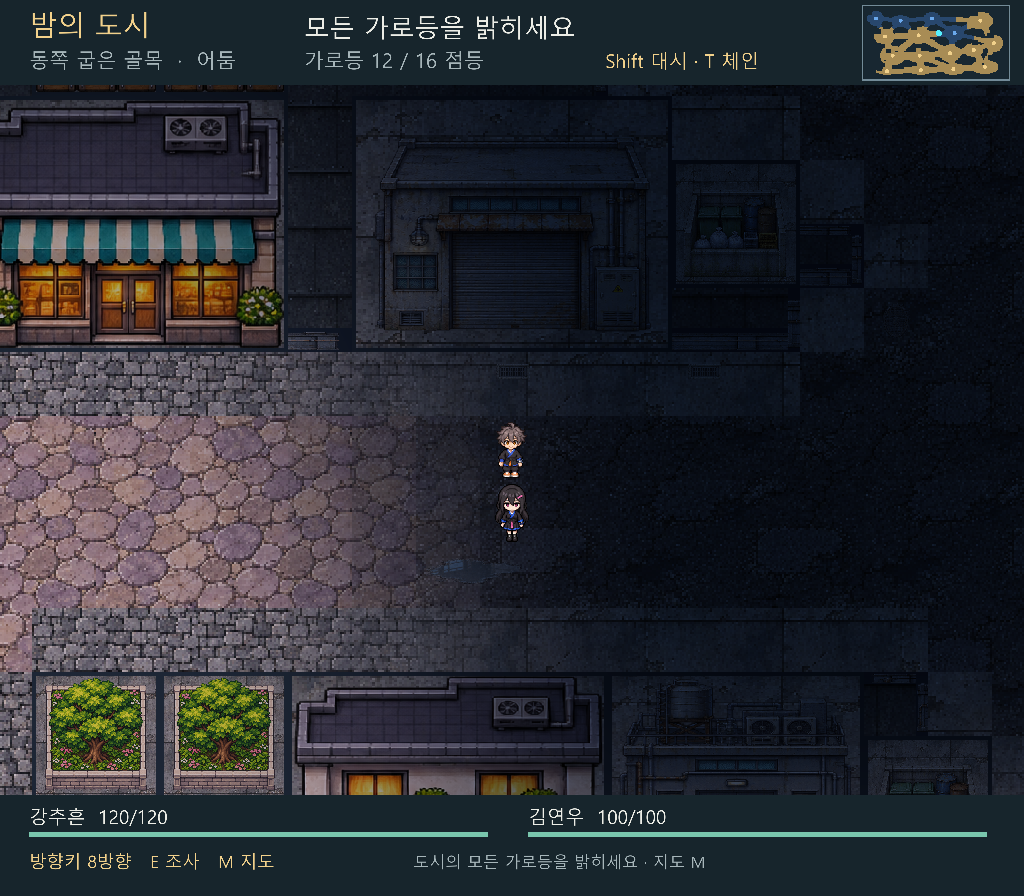 밤의 도시
모든 가로등을 밝히세요
동쪽 굽은 골목 · 어둠
가로등 12 / 16 점등
Shift 대시 · T 체인
강추흔 120/120
김연우 100/100
방향키 8방향 E 조사 M 지도
도시의 모든 가로등을 밝히세요 · 지도 M